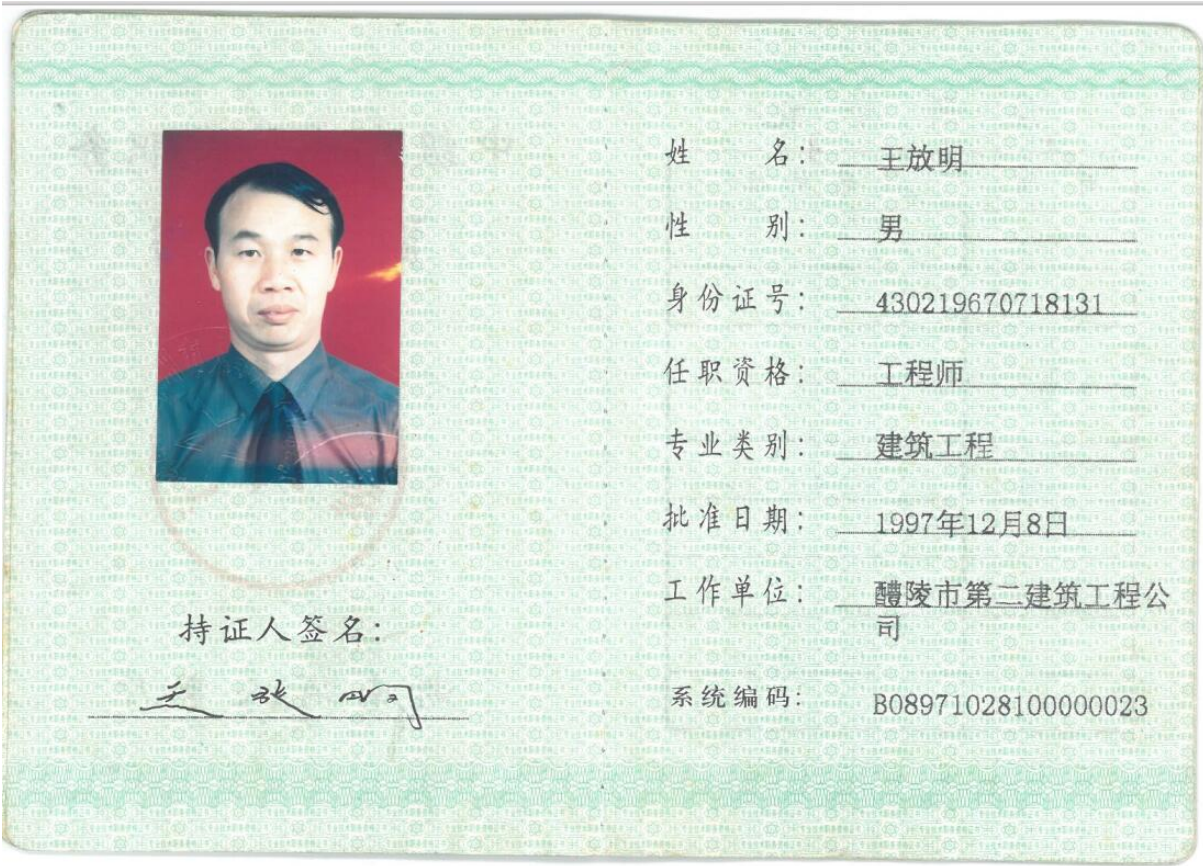 持证人签名:
王放明
姓 名: 王放明
性 别: 男
身份证号: 430219670718131
任职资格: 工程师
专业类别: 建筑工程
批准日期: 1997年12月8日
工作单位: 醴陵市第二建筑工程公
司
系统编码: B08971028100000023